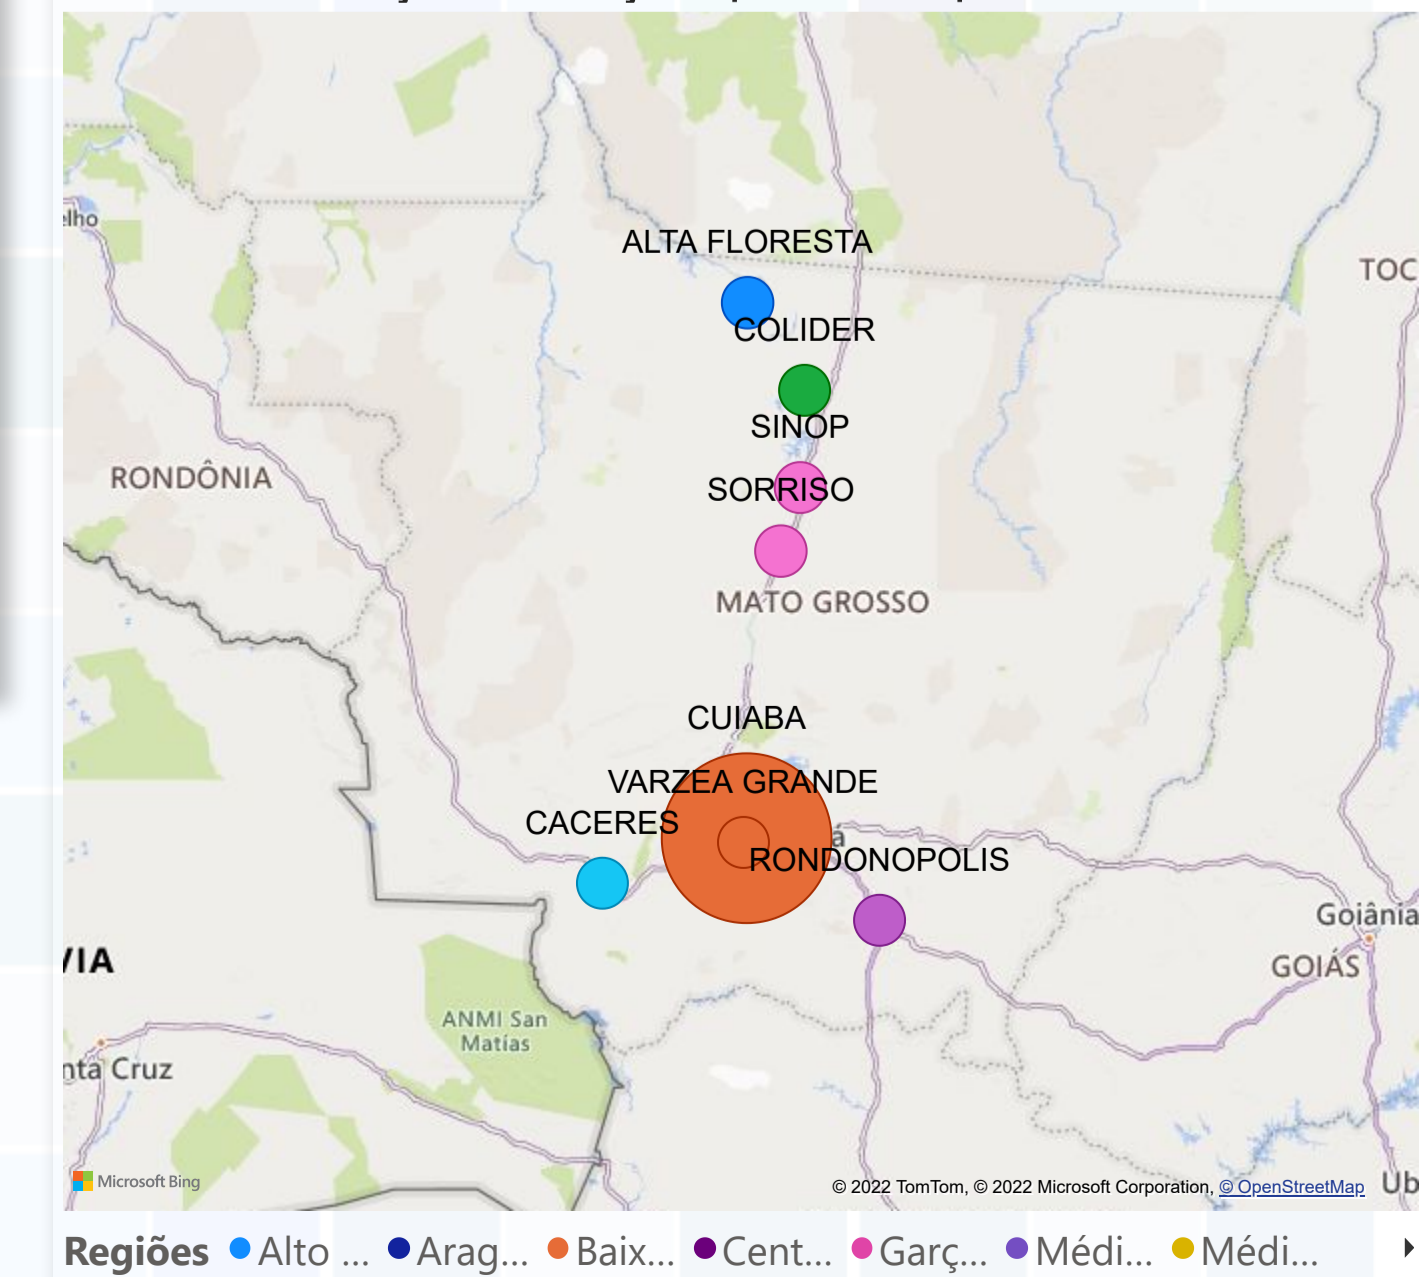 elho
ALTA FLORESTA
TOC
COLIDER
SINOP
RONDÔNIA
SORRISO
MATO GROSSO
CUIABA
VARZEA GRANDE
CACERES
á
RONDONOPOLIS
Goiânia
VIA
GOIÁS
ANMI San
Matías
nta Cruz
Microsoft Bing
© 2022 TomTom, © 2022 Microsoft Corporation, © OpenStreetMap
Ub
Regiões Alto ... Arag... Baix... Cent... Garç... Médi... Médi...